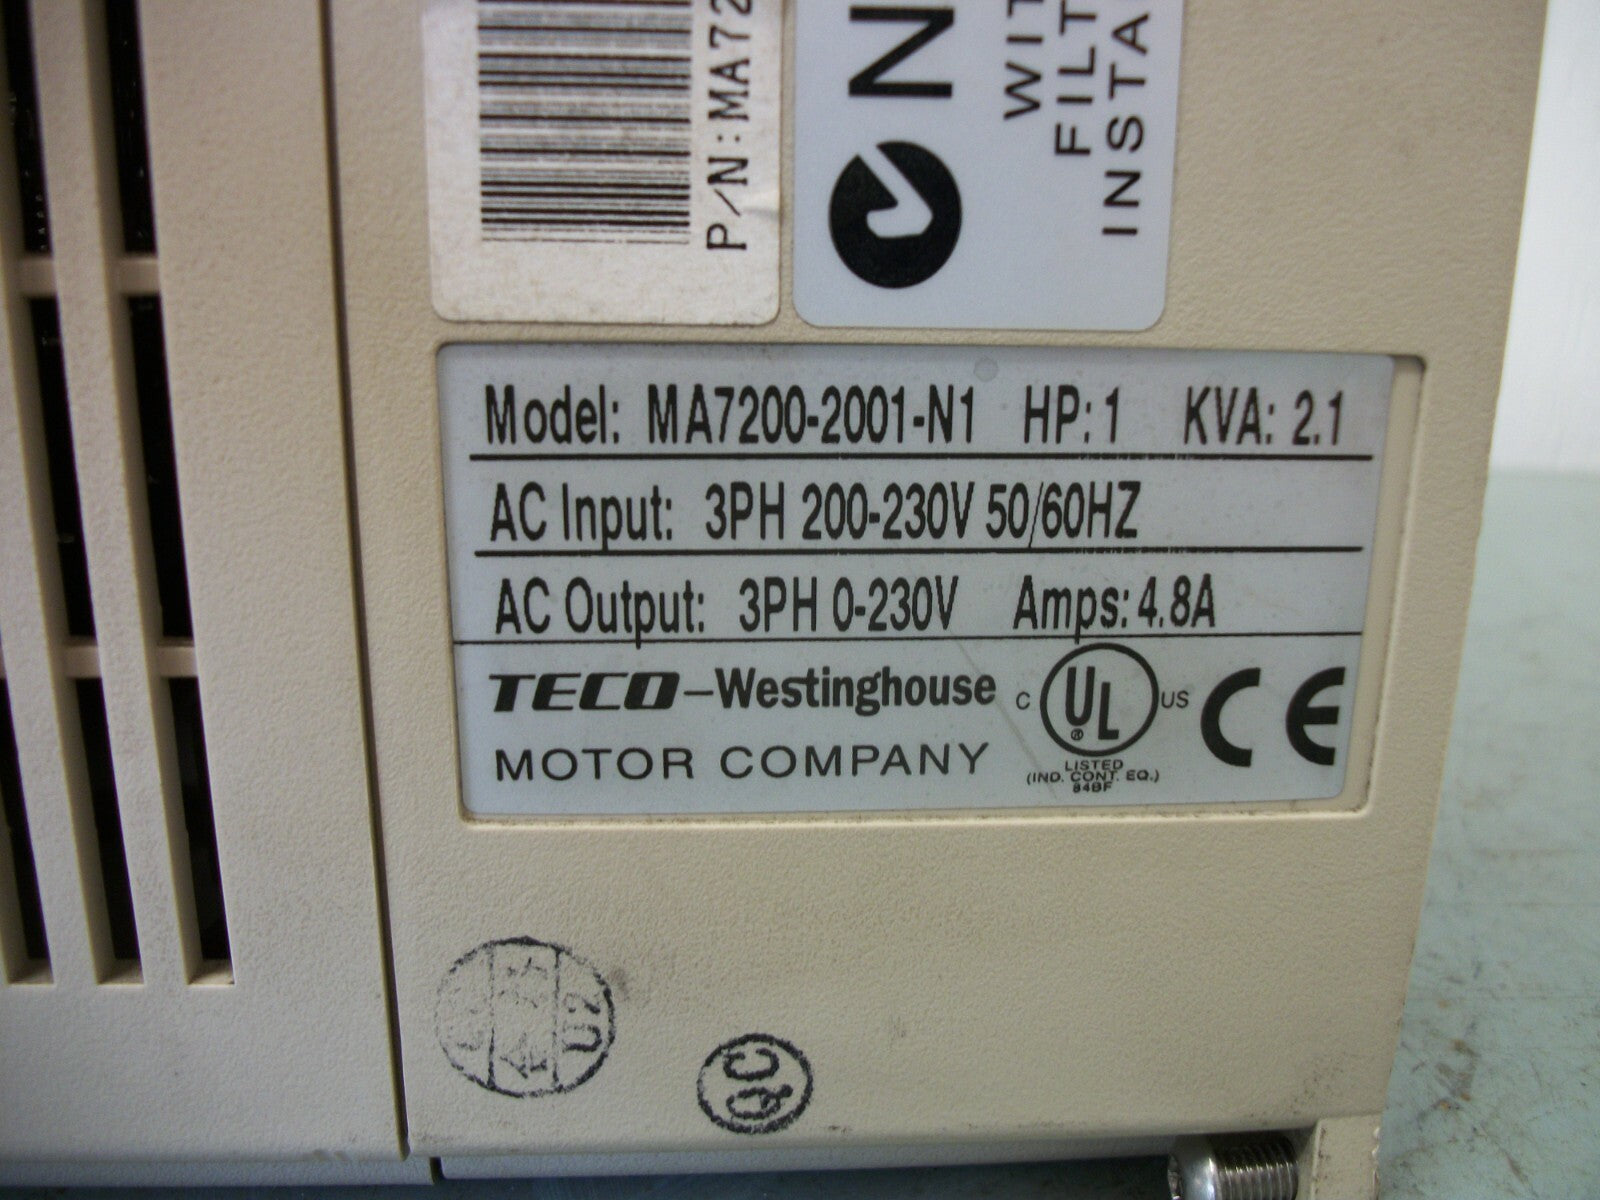 P/N:MA72
N
WIT
FILT
INSTA
Model: MA7200-2001-N1 HP: 1 KVA: 2.1
AC Input: 3PH 200-230V 50/60HZ
AC Output: 3PH 0-230V Amps: 4.8A
TECO-Westinghouse
MOTOR COMPANY
C UL® US CE
LISTED
(IND. CONT. EQ.)
94BF
U2
QC